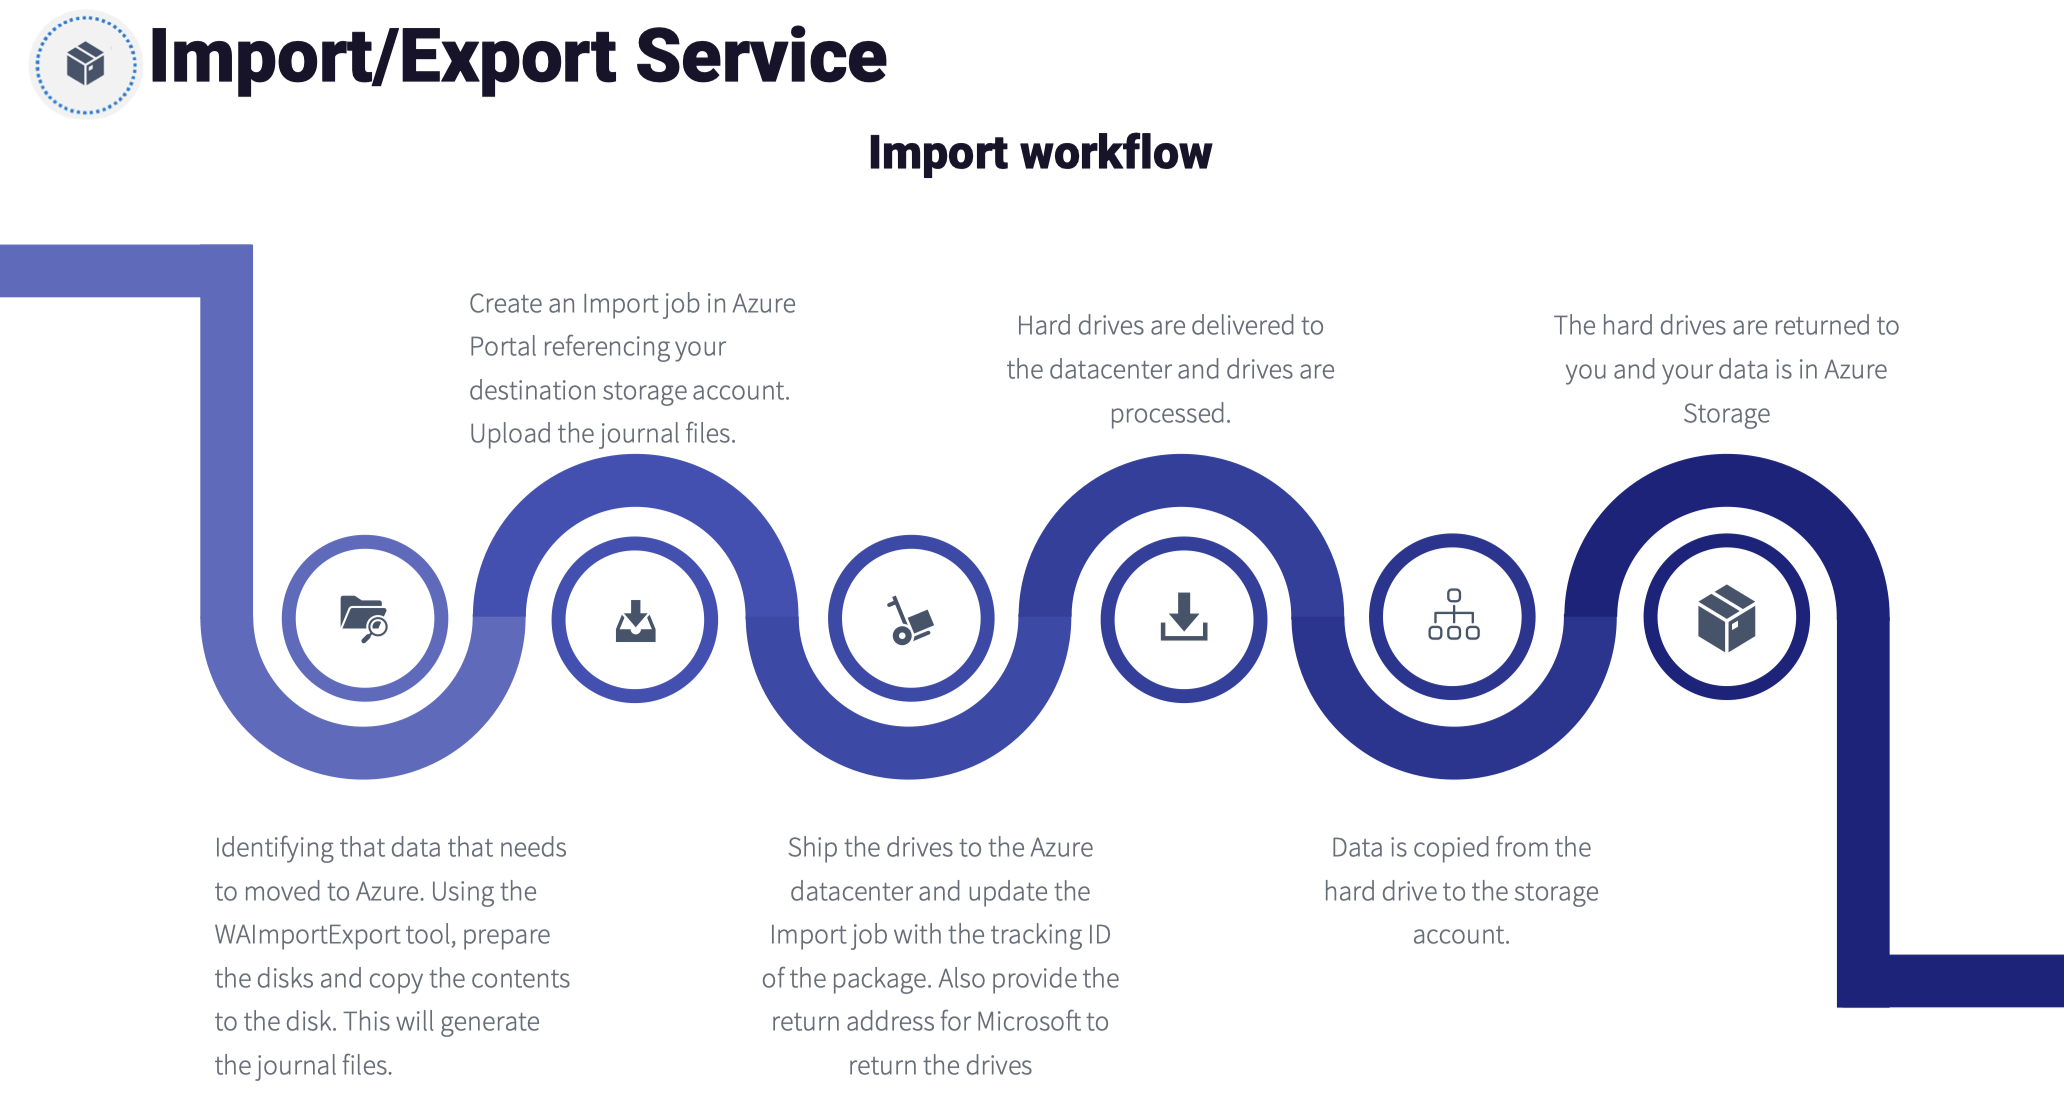 Import/Export Service
Import workflow
Identifying that data that needs
to moved to Azure. Using the
WAImportExport tool, prepare
the disks and copy the contents
to the disk. This will generate
the journal files.
Create an Import job in Azure
Portal referencing your
destination storage account.
Upload the journal files.
Ship the drives to the Azure
datacenter and update the
Import job with the tracking ID
of the package. Also provide the
return address for Microsoft to
return the drives
Hard drives are delivered to
the datacenter and drives are
processed.
Data is copied from the
hard drive to the storage
account.
The hard drives are returned to
you and your data is in Azure
Storage